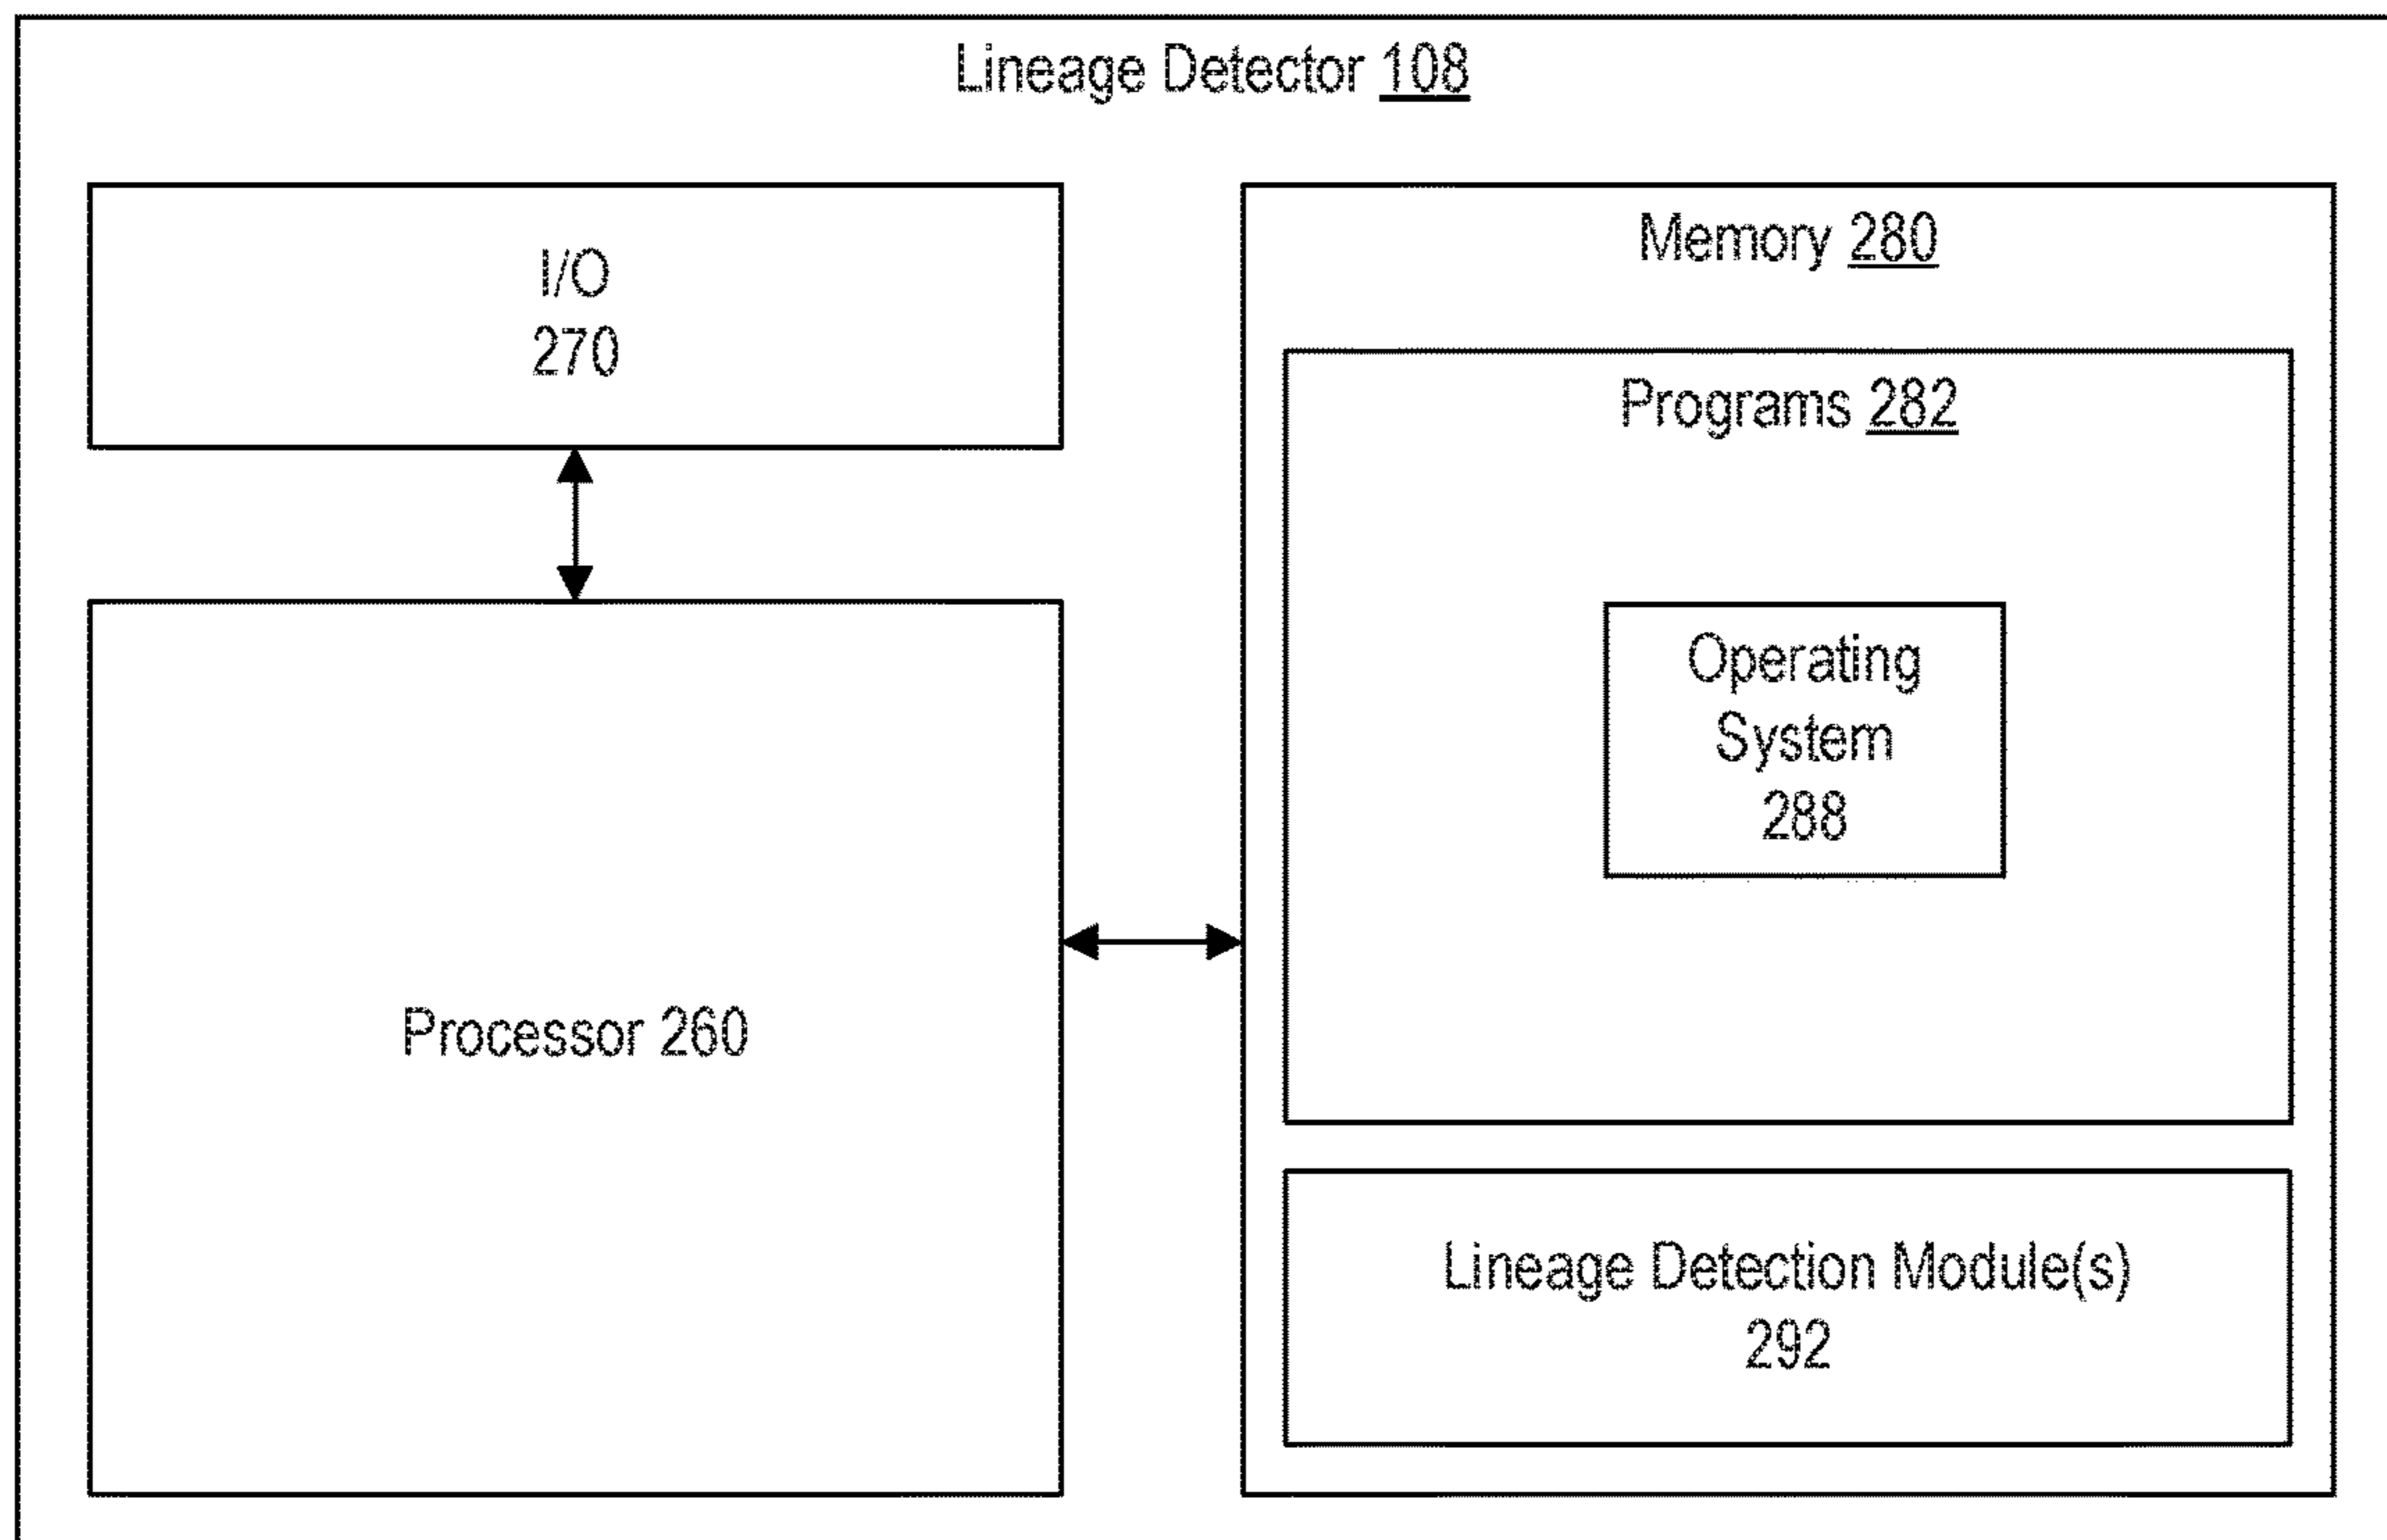 Lineage Detector 108
I/O
270
Processor 260
Memory 280
Programs 282
Operating
System
288
Lineage Detection Module(s)
292